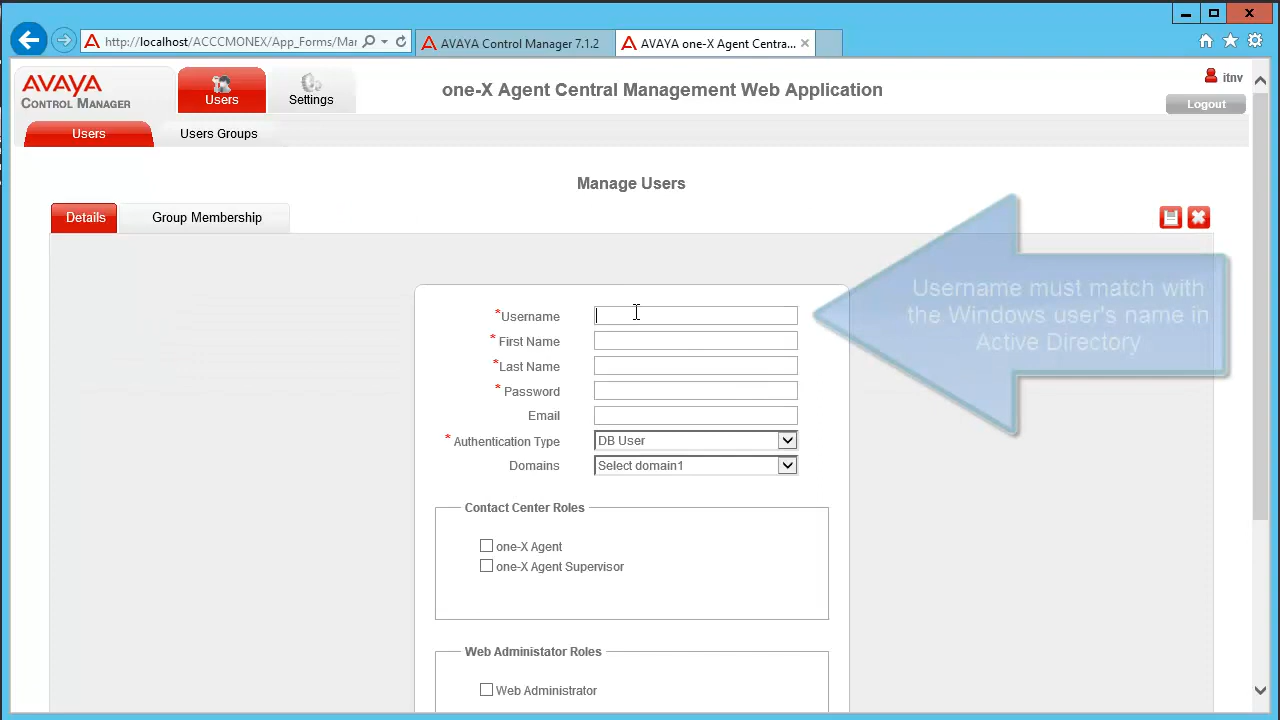 http://localhost/ACCCMONEX/App_Forms/Mar
AVAYA Control Manager 7.1.2
AVAYA one-X Agent Centra...
AVAYA
CONTROL MANAGER
Users
Settings
one-X Agent Central Management Web Application
itnv
Logout
Users
Users Groups
Manage Users
Details
Group Membership
Username must match with
the Windows user's name in
Active Directory
*Username
* First Name
*Last Name
* Password
Email
* Authentication Type
DB User
Domains
Select domain1
Contact Center Roles
one-X Agent
one-X Agent Supervisor
Web Administator Roles
Web Administrator